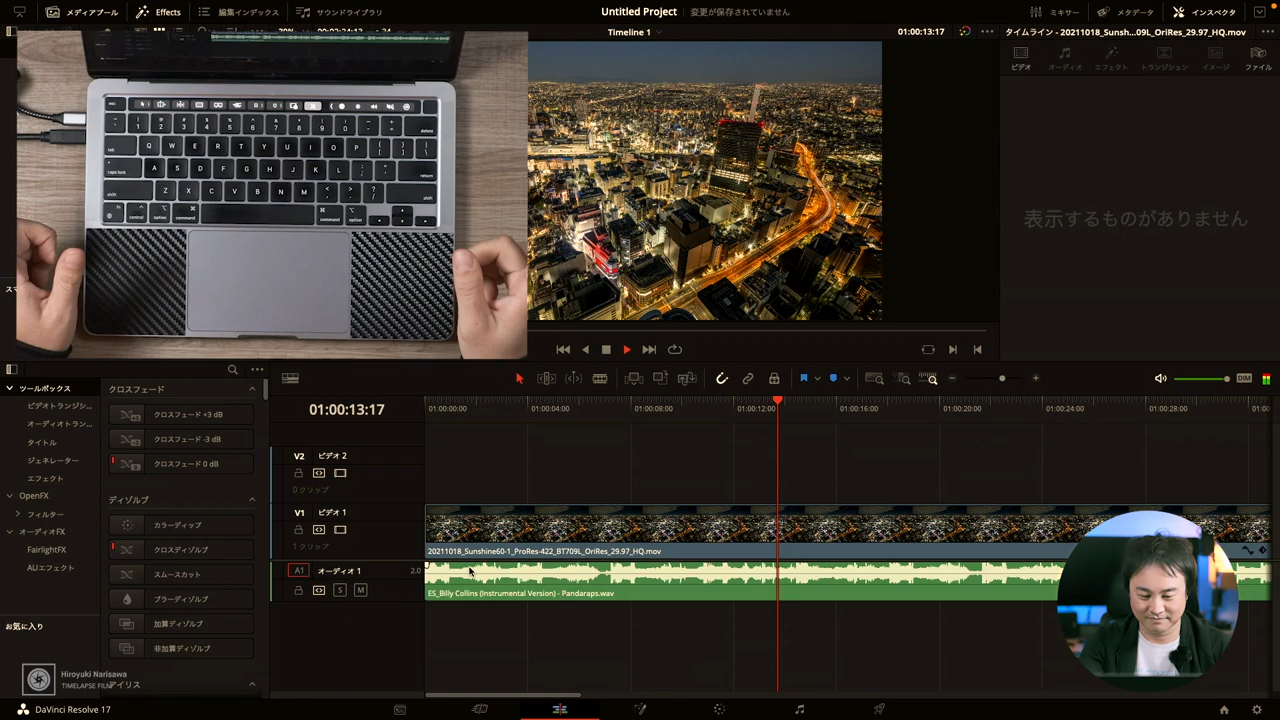 メディアプール
Effects
編集インデックス
サウンドライブラリ
Untitled Project
変更が保存されていません
ミキサー
メタデータ
インスペクタ
Timeline 1
01:00:13:17
タイムライン - 20211018_Sunsh...09L_OriRes_29.97_HQ.mov
ビデオ
オーディオ
エフェクト
トランジション
イメージ
ファイル
表示するものがありません
ツールボックス
ビデオトランジシ...
オーディオトラン...
タイトル
ジェネレーター
エフェクト
OpenFX
フィルター
オーディオFX
FairlightFX
AUエフェクト
お気に入り
クロスフェード
クロスフェード +3 dB
クロスフェード -3 dB
クロスフェード 0 dB
ディゾルブ
カラーディップ
クロスディゾルブ
スムースカット
ブラーディゾルブ
加算ディゾルブ
非加算ディゾルブ
アイリス
DIM
01:00:13:17
01:00:00:00
01:00:04:00
01:00:08:00
01:00:12:00
01:00:16:00
01:00:20:00
01:00:24:00
01:00:28:00
V2 ビデオ 2
0 クリップ
V1 ビデオ 1
1 クリップ
20211018_Sunshine60-1_ProRes-422_BT709L_OriRes_29.97_HQ.mov
A1 オーディオ 1 2.0
S M
ES_Billy Collins (Instrumental Version) - Pandaraps.wav
Hiroyuki Narisawa
TIMELAPSE FILM
DaVinci Resolve 17